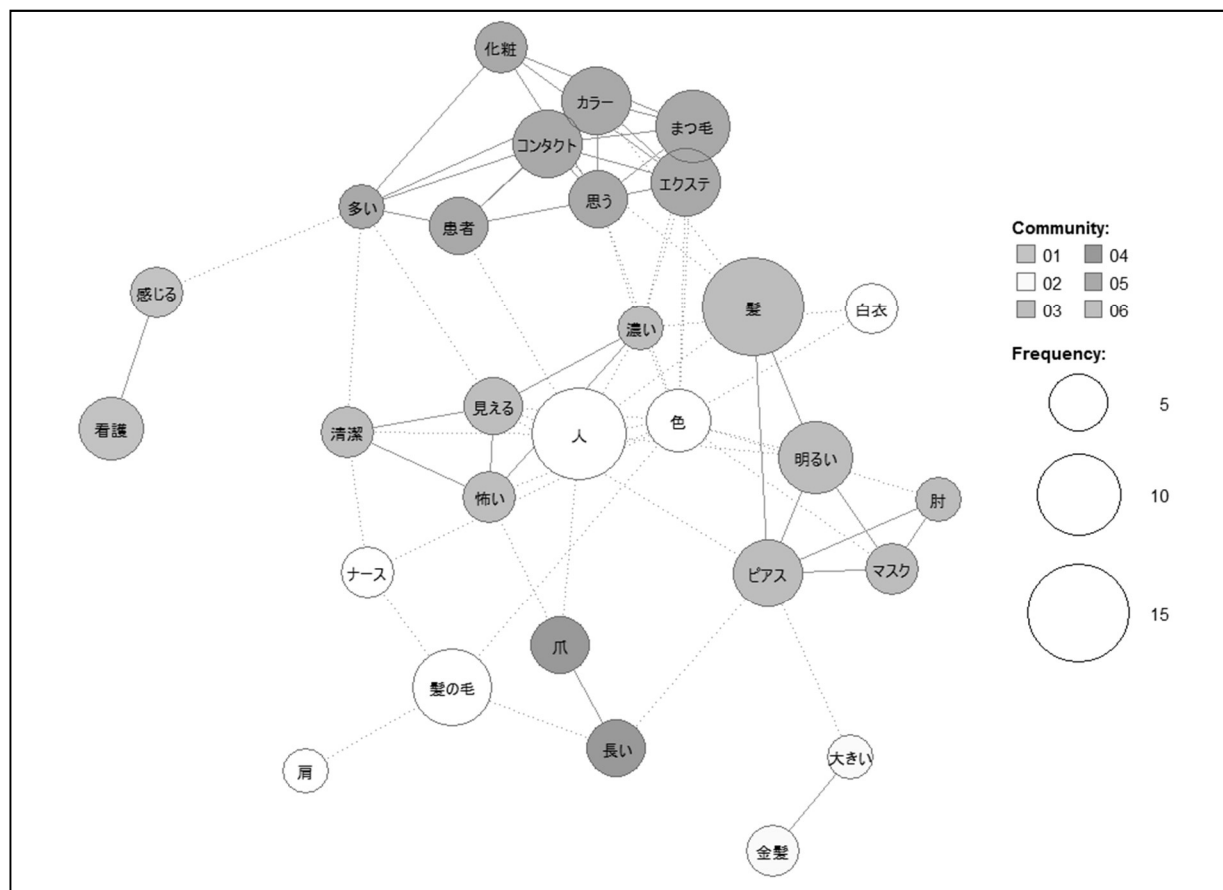 化粧
カラー
まつ毛
コンタクト
エクステ
思う
多い
患者
感じる
髪
白衣
濃い
看護
見える
人
色
清潔
明るい
怖い
肘
ナース
ピアス
マスク
爪
髪の毛
長い
肩
大きい
金髪
Community:
01 04
02 05
03 06
Frequency:
5
10
15